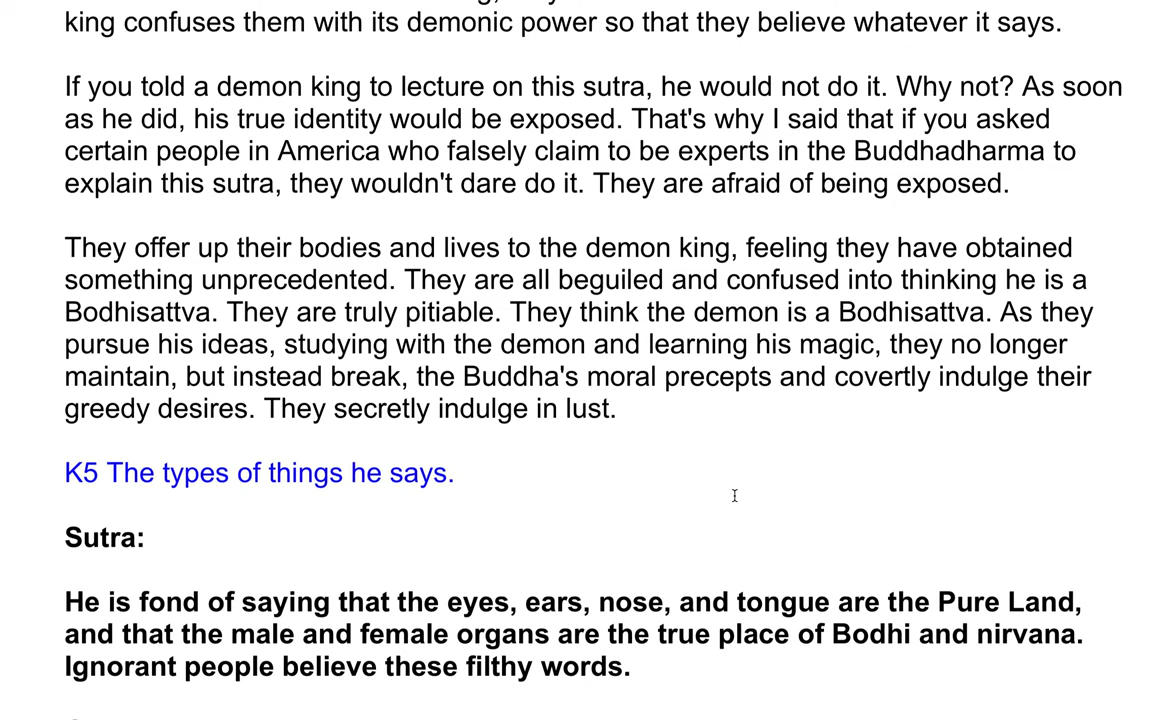 king confuses them with its demonic power so that they believe whatever it says.
If you told a demon king to lecture on this sutra, he would not do it. Why not? As soon
as he did, his true identity would be exposed. That's why I said that if you asked
certain people in America who falsely claim to be experts in the Buddhadharma to
explain this sutra, they wouldn't dare do it. They are afraid of being exposed.
They offer up their bodies and lives to the demon king, feeling they have obtained
something unprecedented. They are all beguiled and confused into thinking he is a
Bodhisattva. They are truly pitiable. They think the demon is a Bodhisattva. As they
pursue his ideas, studying with the demon and learning his magic, they no longer
maintain, but instead break, the Buddha's moral precepts and covertly indulge their
greedy desires. They secretly indulge in lust.
K5 The types of things he says.
Sutra:
He is fond of saying that the eyes, ears, nose, and tongue are the Pure Land,
and that the male and female organs are the true place of Bodhi and nirvana.
Ignorant people believe these filthy words.